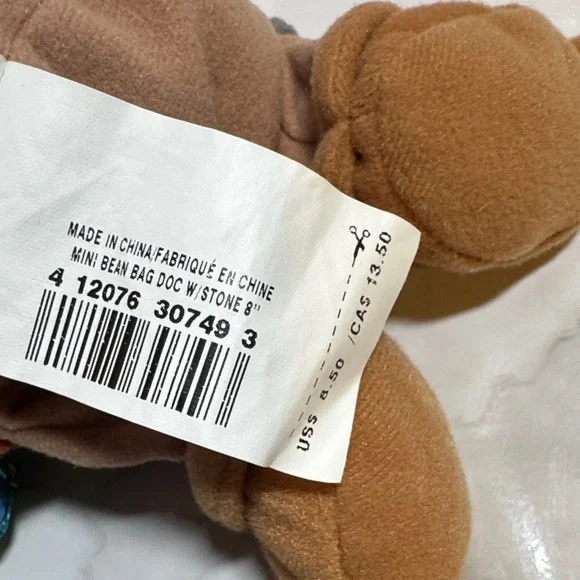 MADE IN CHINA/FABRIQUÉ EN CHINE
MINI BEAN BAG DOC W/STONE 8"
4 12076 30749 3
US$ 8.50 /CA$ 13.50